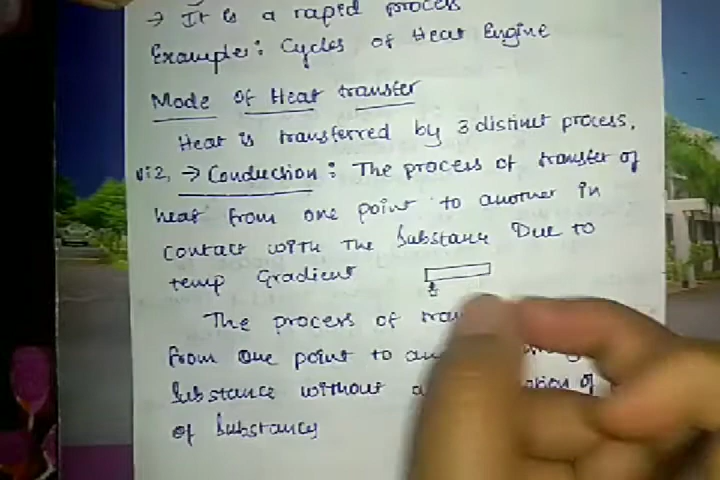 → It is a rapid process
Example: Cycles of Heat Engine
Mode of Heat transfer
Heat is transferred by 3 distinct process,
viz, → Conduction: The process of transfer of
heat from one point to another in
contact with the substance Due to
temp Gradient
The process of
from one point to
substance without of
of substancy